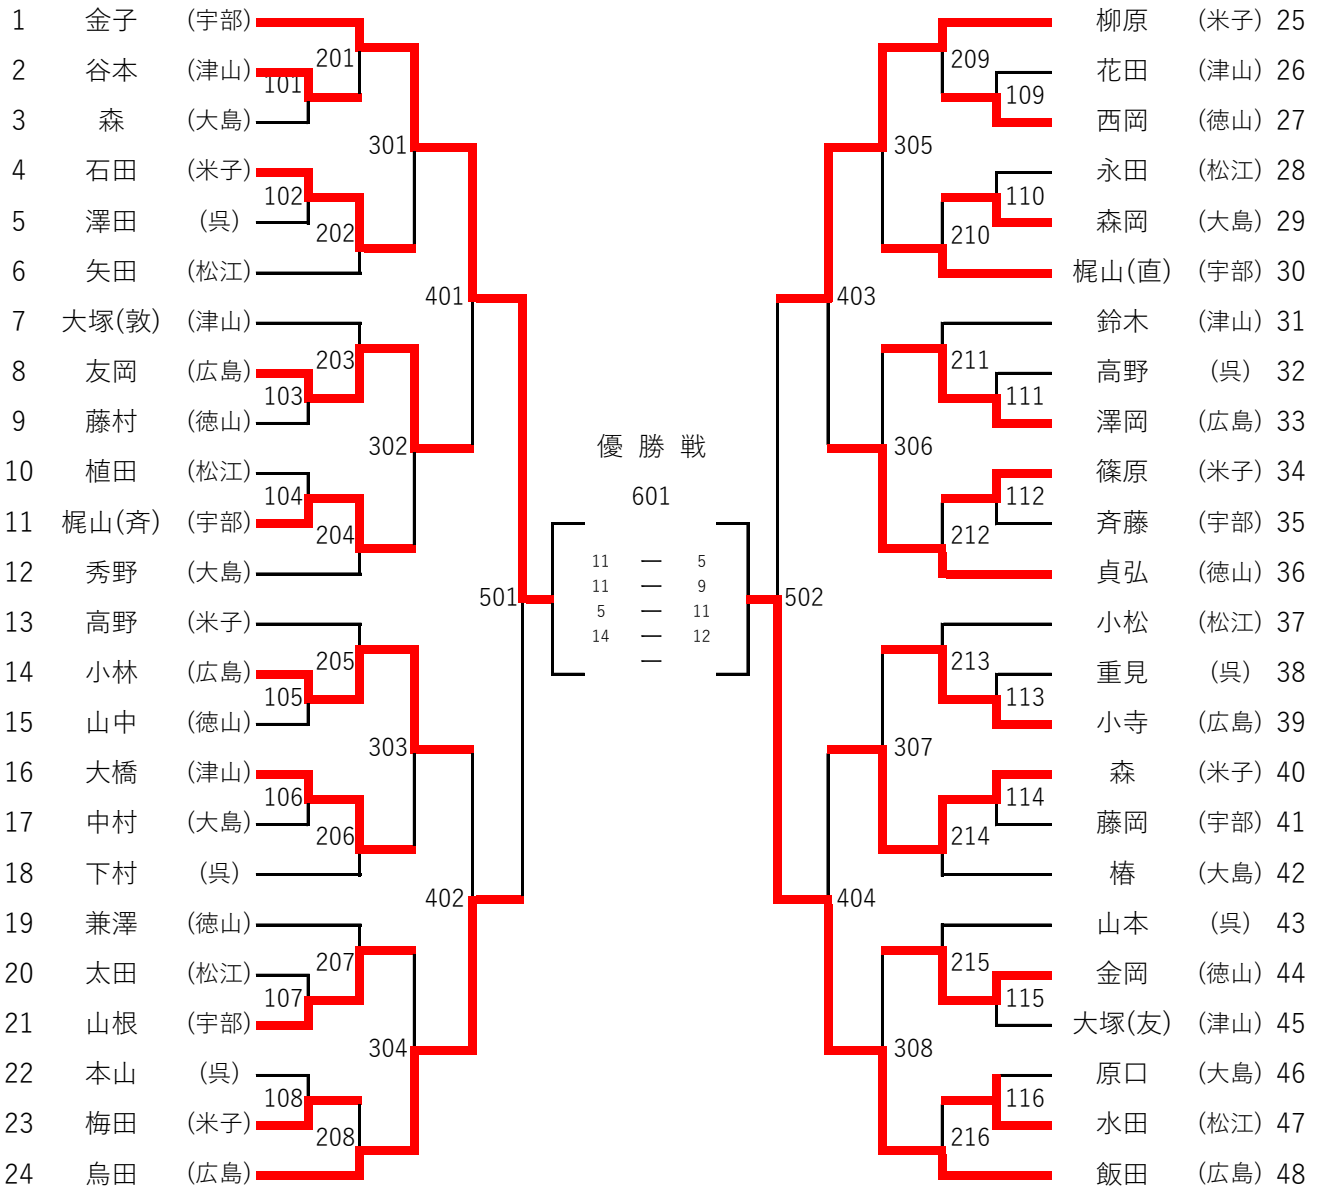 1 金子 (宇部)
2 谷本 (津山)
3 森 (大島)
4 石田 (米子)
5 澤田 (呉)
6 矢田 (松江)
7 大塚(敦) (津山)
8 友岡 (広島)
9 藤村 (徳山)
10 植田 (松江)
11 梶山(斉) (宇部)
12 秀野 (大島)
13 高野 (米子)
14 小林 (広島)
15 山中 (徳山)
16 大橋 (津山)
17 中村 (大島)
18 下村 (呉)
19 兼澤 (徳山)
20 太田 (松江)
21 山根 (宇部)
22 本山 (呉)
23 梅田 (米子)
24 烏田 (広島)
101
102
103
104
105
106
107
108
201
202
203
204
205
206
207
208
301
302
303
304
401
402
501
優 勝 戦
601
11 — 5
11 — 9
5 — 11
14 — 12
—
502
403
404
305
306
307
308
209
210
211
212
213
214
215
216
109
110
111
112
113
114
115
116
柳原 (米子) 25
花田 (津山) 26
西岡 (徳山) 27
永田 (松江) 28
森岡 (大島) 29
梶山(直) (宇部) 30
鈴木 (津山) 31
高野 (呉) 32
澤岡 (広島) 33
篠原 (米子) 34
斉藤 (宇部) 35
貞弘 (徳山) 36
小松 (松江) 37
重見 (呉) 38
小寺 (広島) 39
森 (米子) 40
藤岡 (宇部) 41
椿 (大島) 42
山本 (呉) 43
金岡 (徳山) 44
大塚(友) (津山) 45
原口 (大島) 46
水田 (松江) 47
飯田 (広島) 48